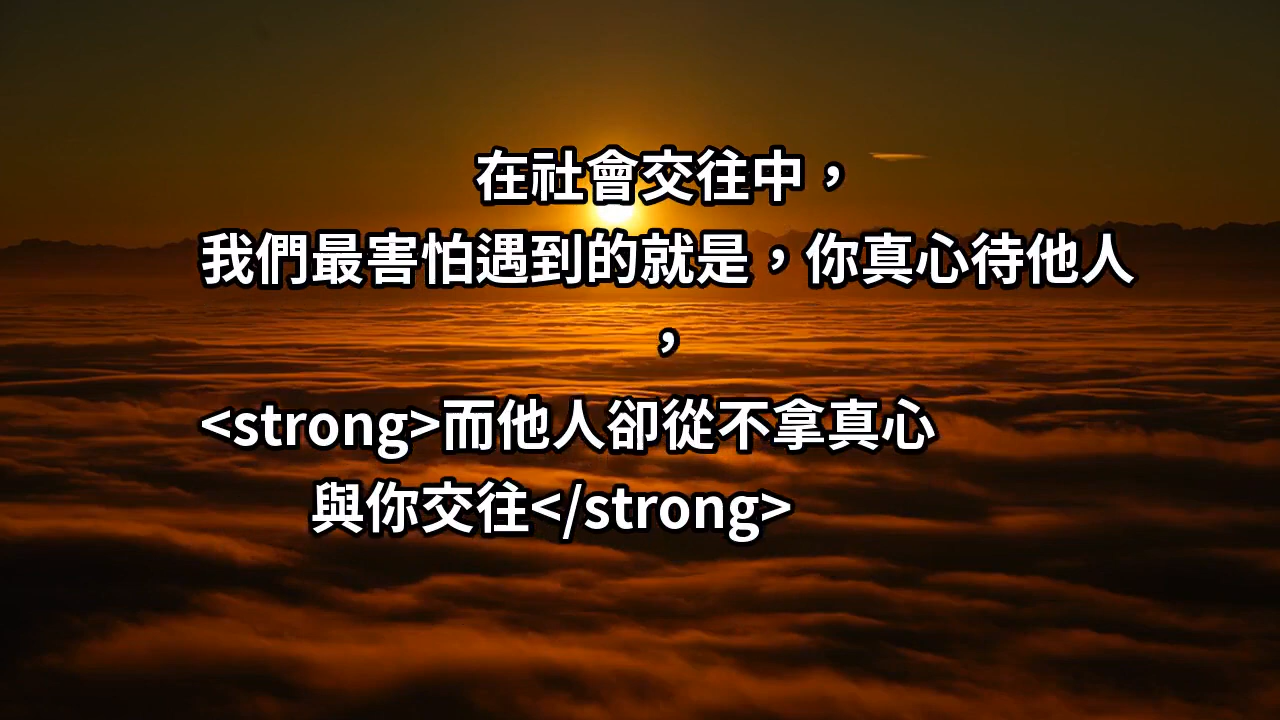 在社會交往中，
我們最害怕遇到的就是，你真心待他人
，
<strong>而他人卻從不拿真心
與你交往</strong>